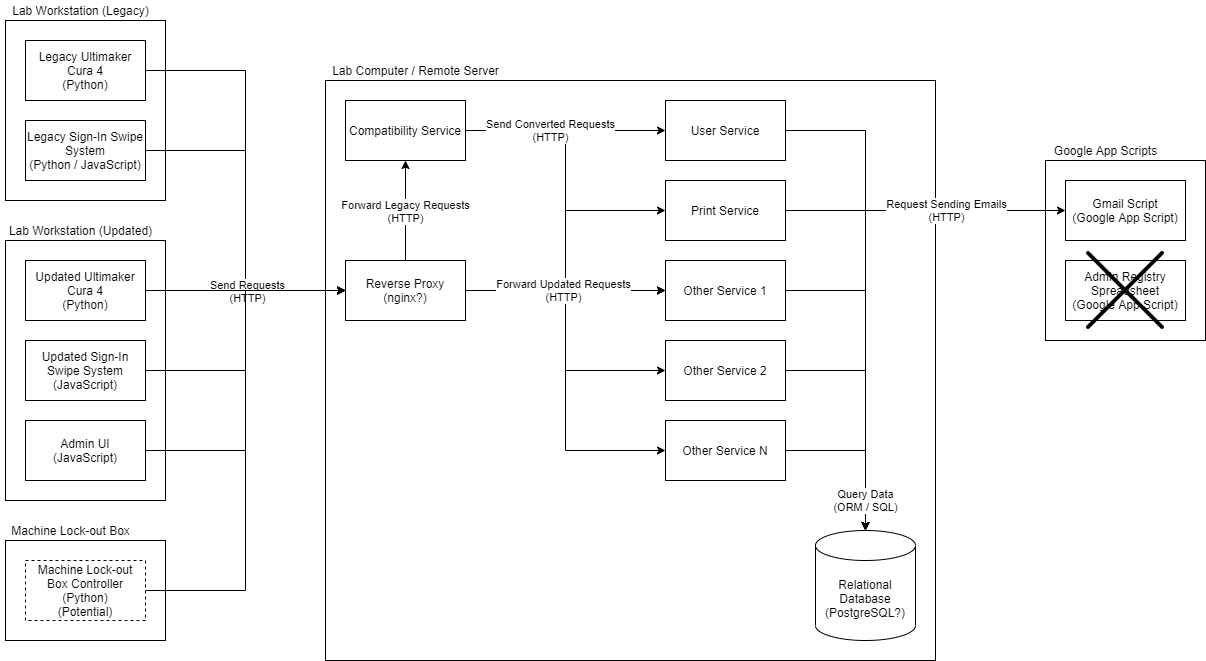 Lab Workstation (Legacy)
Legacy Ultimaker
Cura 4
(Python)
Legacy Sign-In Swipe
System
(Python / JavaScript)
Lab Workstation (Updated)
Updated Ultimaker
Cura 4
(Python)
Updated Sign-In
Swipe System
(JavaScript)
Admin UI
(JavaScript)
Machine Lock-out Box
Machine Lock-out
Box Controller
(Python)
(Potential)
Send Requests
(HTTP)
Lab Computer / Remote Server
Compatibility Service
Forward Legacy Requests
(HTTP)
Reverse Proxy
(nginx?)
Send Converted Requests
(HTTP)
Forward Updated Requests
(HTTP)
User Service
Print Service
Other Service 1
Other Service 2
Other Service N
Query Data
(ORM / SQL)
Relational
Database
(PostgreSQL?)
Request Sending Emails
(HTTP)
Google App Scripts
Gmail Script
(Google App Script)
Admin Registry
Spreadsheet
(Google App Script)